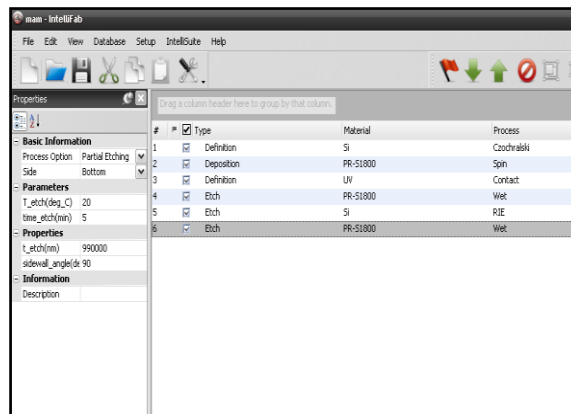 mam - IntelliFab
File Edit View Database Setup IntelliSuite Help
Properties
Basic Information
Process Option Partial Etching
Side Bottom
Parameters
T_etch(deg_C) 20
time_etch(min) 5
Properties
t_etch(nm) 990000
sidewall_angle(de 90
Information
Description
Drag a column header here to group by that column.
# Type Material Process
1 Definition Si Czochralski
2 Deposition PR-S1800 Spin
3 Definition UV Contact
4 Etch PR-S1800 Wet
5 Etch Si RIE
6 Etch PR-S1800 Wet